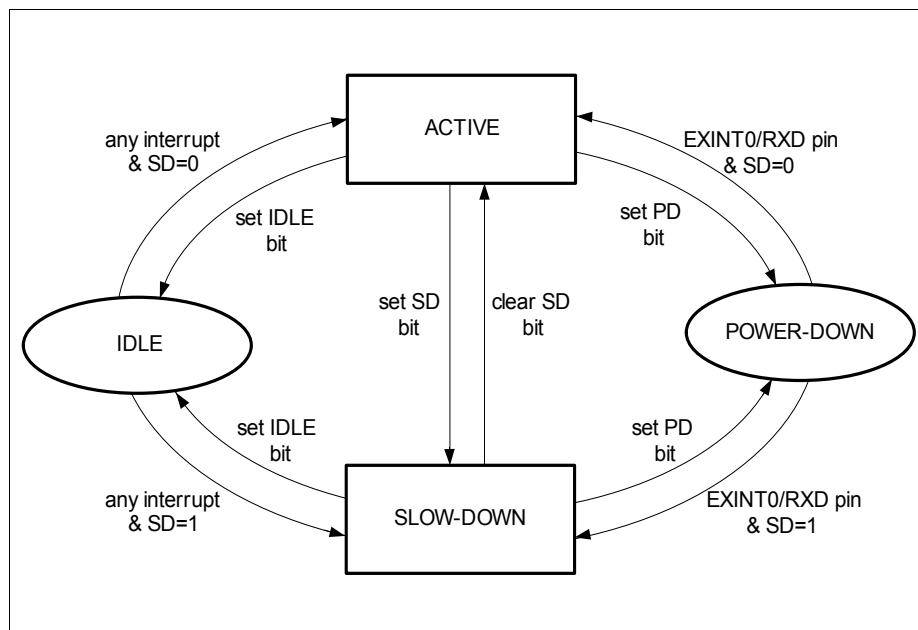 ACTIVE
any interrupt
& SD=0
EXINT0/RXD pin
& SD=0
set IDLE
bit
set PD
bit
set SD
bit
clear SD
bit
IDLE
POWER-DOWN
set IDLE
bit
set PD
bit
any interrupt
& SD=1
SLOW-DOWN
EXINT0/RXD pin
& SD=1